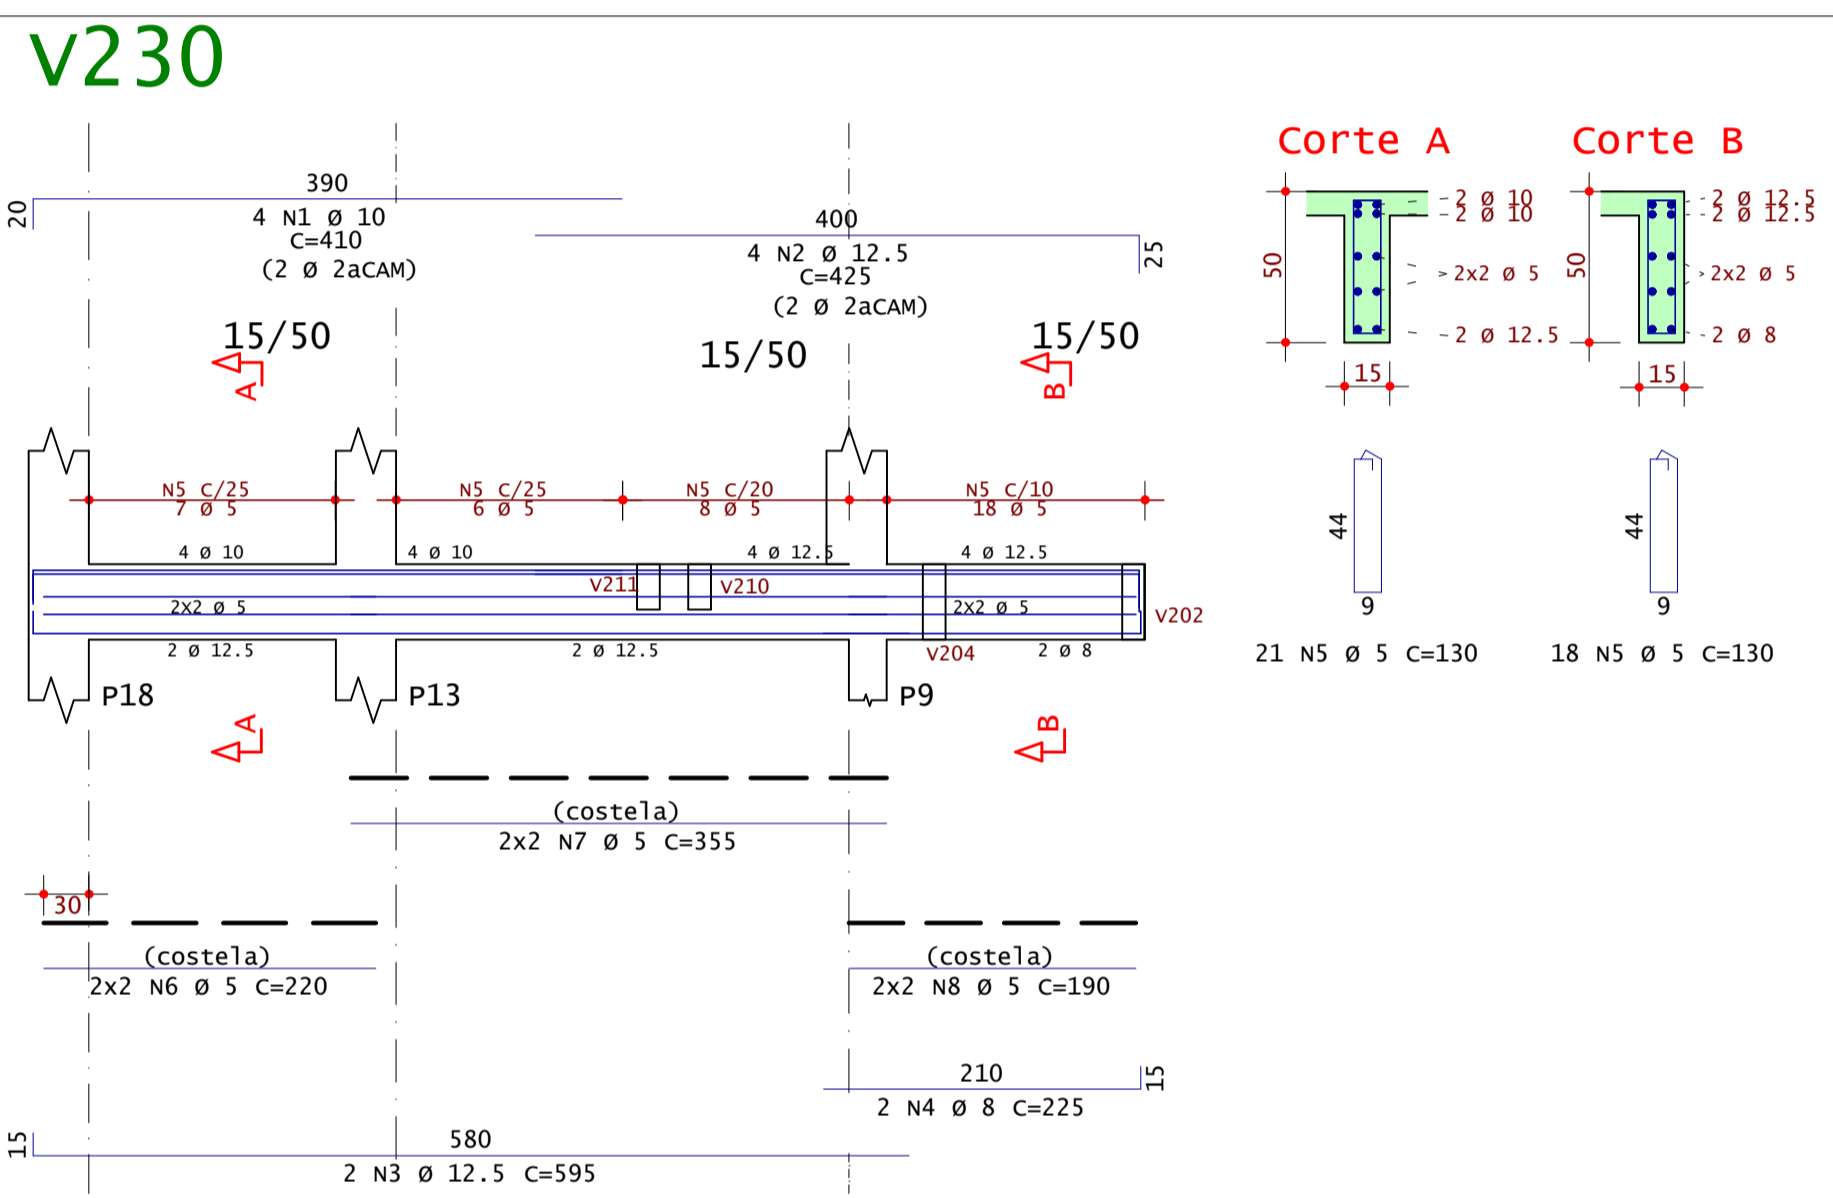 V230
390
20
4 N1 Ø 10
C=410
(2 Ø 2aCAM)
400
4 N2 Ø 12.5
C=425
(2 Ø 2aCAM)
25
15/50
15/50
15/50
A
B
N5 C/25
7 Ø 5
N5 C/25
6 Ø 5
N5 C/20
8 Ø 5
N5 C/10
18 Ø 5
4 Ø 10
4 Ø 10
4 Ø 12.5
4 Ø 12.5
V211
V210
2X2 Ø 5
2X2 Ø 5
V202
2 Ø 12.5
2 Ø 12.5
V204
2 Ø 8
P18
P13
P9
A
B
(costela)
2x2 N7 Ø 5 C=355
30
(costela)
2x2 N6 Ø 5 C=220
(costela)
2x2 N8 Ø 5 C=190
210
15
2 N4 Ø 8 C=225
580
15
2 N3 Ø 12.5 C=595
Corte A
2 Ø 10
2 Ø 10
50
2x2 Ø 5
2 Ø 12.5
15
44
9
21 N5 Ø 5 C=130
Corte B
2 Ø 12.5
2 Ø 12.5
50
2x2 Ø 5
2 Ø 8
15
44
9
18 N5 Ø 5 C=130